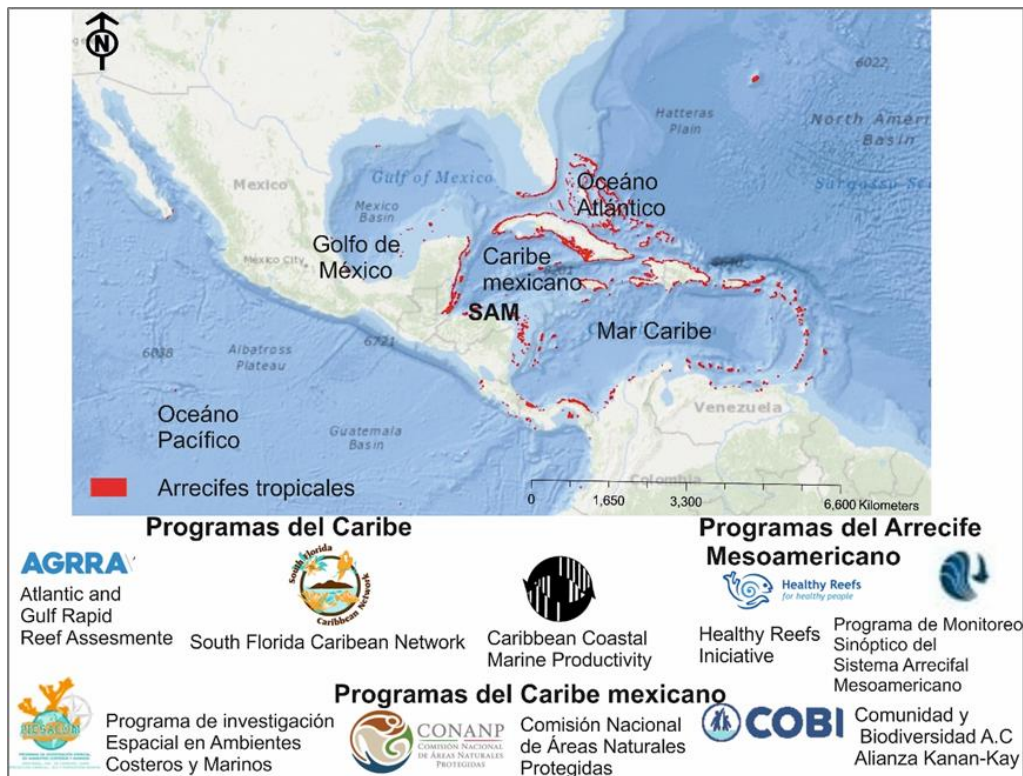 N
6022
Hatteras
Plain
North Ameri
Basin
Sargasso Se
Mexico
Gulf of Mexico
Mexico
Basin
Oceáno
Atlántico
Golfo de
México
Mexico City
Caribe
mexicano
SAM
Mar Caribe
6038
Albatross
Plateau
6721
Oceáno
Pacífico
Guatemala
Basin
Venezuela
Colombia
Arrecifes tropicales
0 1,650 3,300 6,600 Kilometers
Programas del Caribe
AGRRA
Atlantic and
Gulf Rapid
Reef Assesmente
South Florida
Caribbean Network
South Florida Caribean Network
Caribbean Coastal
Marine Productivity
Programas del Arrecife
Mesoamericano
Healthy Reefs
for healthy people
Healthy Reefs
Iniciative
Programa de Monitoreo
Sinóptico del
Sistema Arrecifal
Mesoamericano
Programas del Caribe mexicano
Programa de investigación
Espacial en Ambientes
Costeros y Marinos
CONANP
COMISIÓN NACIONAL
DE ÁREAS NATURALES
PROTEGIDAS
Comisión Nacional
de Áreas Naturales
Protegidas
COBI
Comunidad y
Biodiversidad A.C
Alianza Kanan-Kay